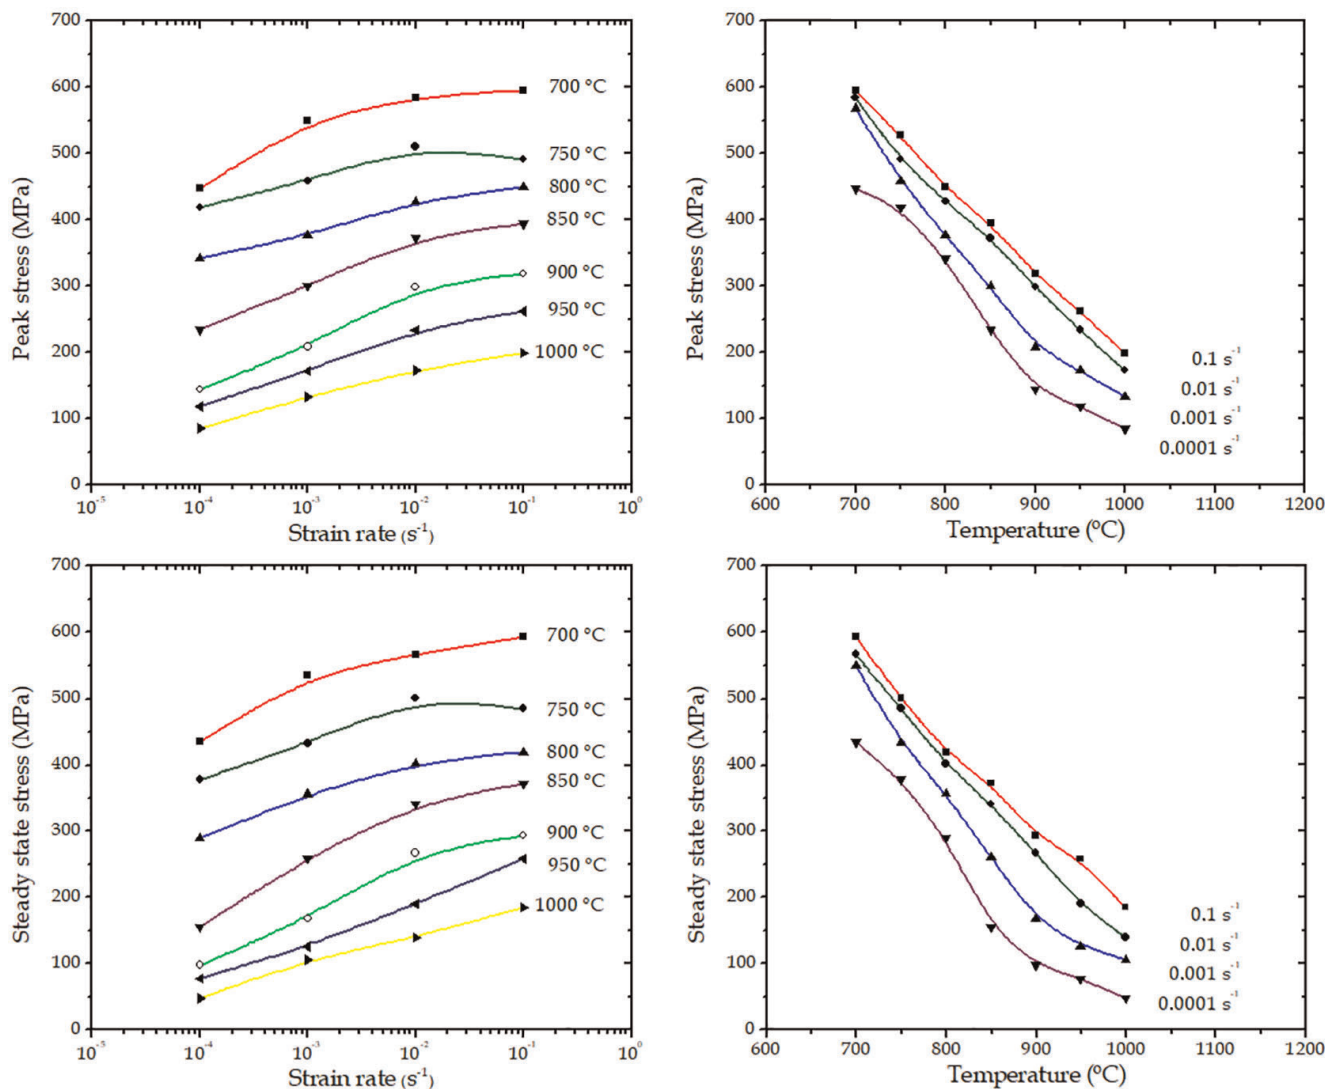 Peak stress (MPa)
700
600
500
400
300
200
100
0
700 °C
750 °C
800 °C
850 °C
900 °C
950 °C
1000 °C
10⁻⁵ 10⁻⁴ 10⁻³ 10⁻² 10⁻¹ 10⁰
Strain rate (s⁻¹)
Peak stress (MPa)
700
600
500
400
300
200
100
0
0.1 s⁻¹
0.01 s⁻¹
0.001 s⁻¹
0.0001 s⁻¹
600 700 800 900 1000 1100 1200
Temperature (ºC)
Steady state stress (MPa)
700
600
500
400
300
200
100
0
700 °C
750 °C
800 °C
850 °C
900 °C
950 °C
1000 °C
10⁻⁵ 10⁻⁴ 10⁻³ 10⁻² 10⁻¹ 10⁰
Strain rate (s⁻¹)
Steady state stress (MPa)
700
600
500
400
300
200
100
0
0.1 s⁻¹
0.01 s⁻¹
0.001 s⁻¹
0.0001 s⁻¹
600 700 800 900 1000 1100 1200
Temperature (ºC)